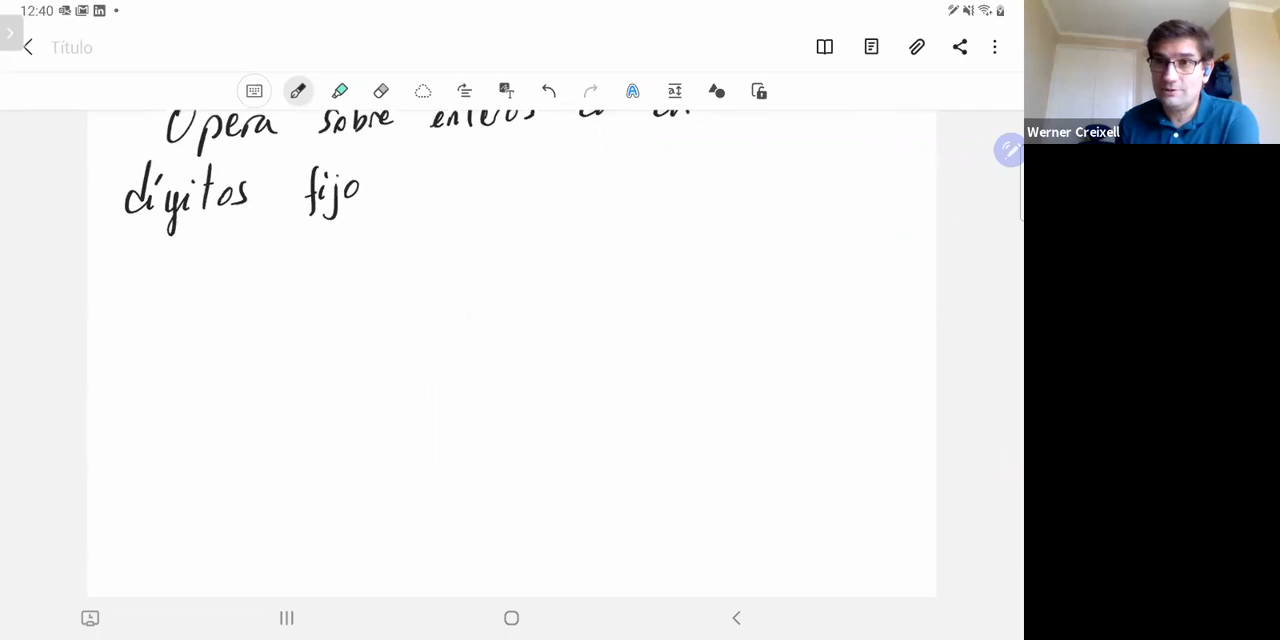 12:40
Título
Opera sobre enteros
dígitos fijo
Werner Creixell